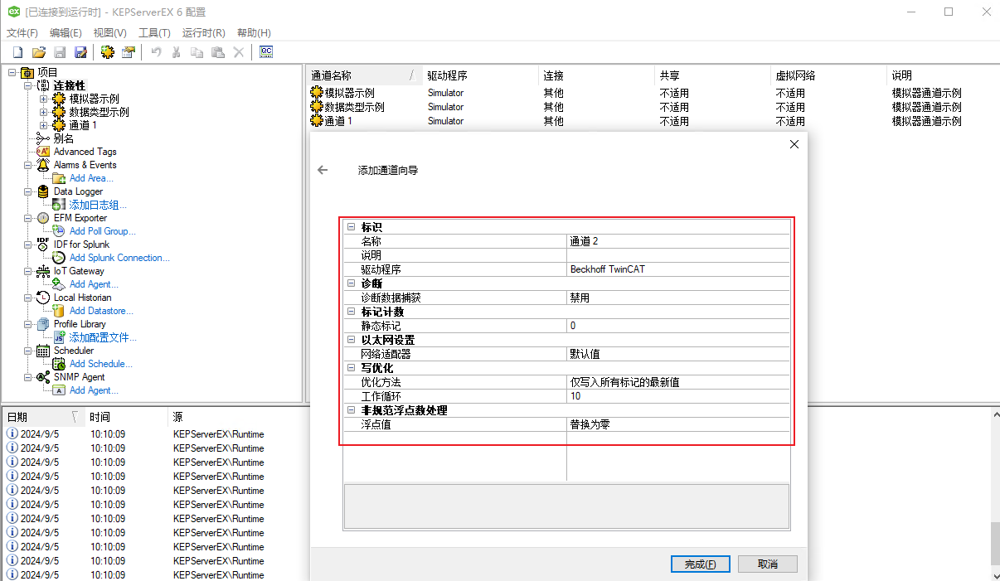 [已连接到运行时] - KEPServerEX 6 配置
文件(F) 编辑(E) 视图(V) 工具(T) 运行时(R) 帮助(H)
项目
连接性
模拟器示例
数据类型示例
通道 1
别名
Advanced Tags
Alarms & Events
Add Area...
Data Logger
添加日志组...
EFM Exporter
Add Poll Group...
IDF for Splunk
Add Splunk Connection...
IoT Gateway
Add Agent...
Local Historian
Add Datastore...
Profile Library
添加配置文件...
Scheduler
Add Schedule...
SNMP Agent
Add Agent...
通道名称 驱动程序 连接 共享 虚拟网络 说明
模拟器示例 Simulator 其他 不适用 不适用 模拟器通道示例
数据类型示例 Simulator 其他 不适用 不适用 模拟器通道示例
通道 1 Simulator 其他 不适用 不适用 模拟器通道示例
添加通道向导
标识
名称 通道 2
说明
驱动程序 Beckhoff TwinCAT
诊断
诊断数据捕获 禁用
标记计数
静态标记 0
以太网设置
网络适配器 默认值
写优化
优化方法 仅写入所有标记的最新值
工作循环 10
非规范浮点数处理
浮点值 替换为零
完成(F) 取消
日期 时间 源
2024/9/5 10:10:09 KEPServerEX\Runtime
2024/9/5 10:10:09 KEPServerEX\Runtime
2024/9/5 10:10:09 KEPServerEX\Runtime
2024/9/5 10:10:09 KEPServerEX\Runtime
2024/9/5 10:10:09 KEPServerEX\Runtime
2024/9/5 10:10:09 KEPServerEX\Runtime
2024/9/5 10:10:09 KEPServerEX\Runtime
2024/9/5 10:10:09 KEPServerEX\Runtime
2024/9/5 10:10:09 KEPServerEX\Runtime
2024/9/5 10:10:09 KEPServerEX\Runtime
2024/9/5 10:10:09 KEPServerEX\Runtime